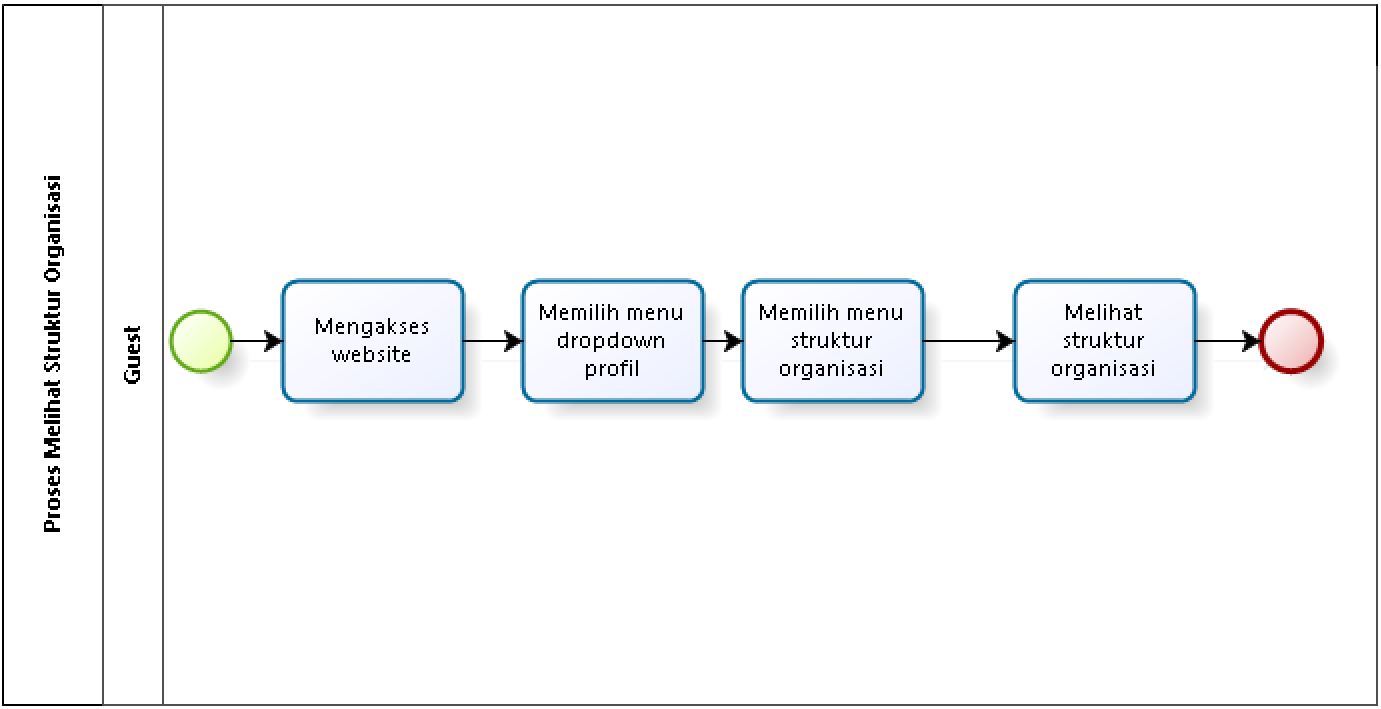 Proses Melihat Struktur Organisasi
Guest
Mengakses
website
Memilih menu
dropdown
profil
Memilih menu
struktur
organisasi
Melihat
struktur
organisasi